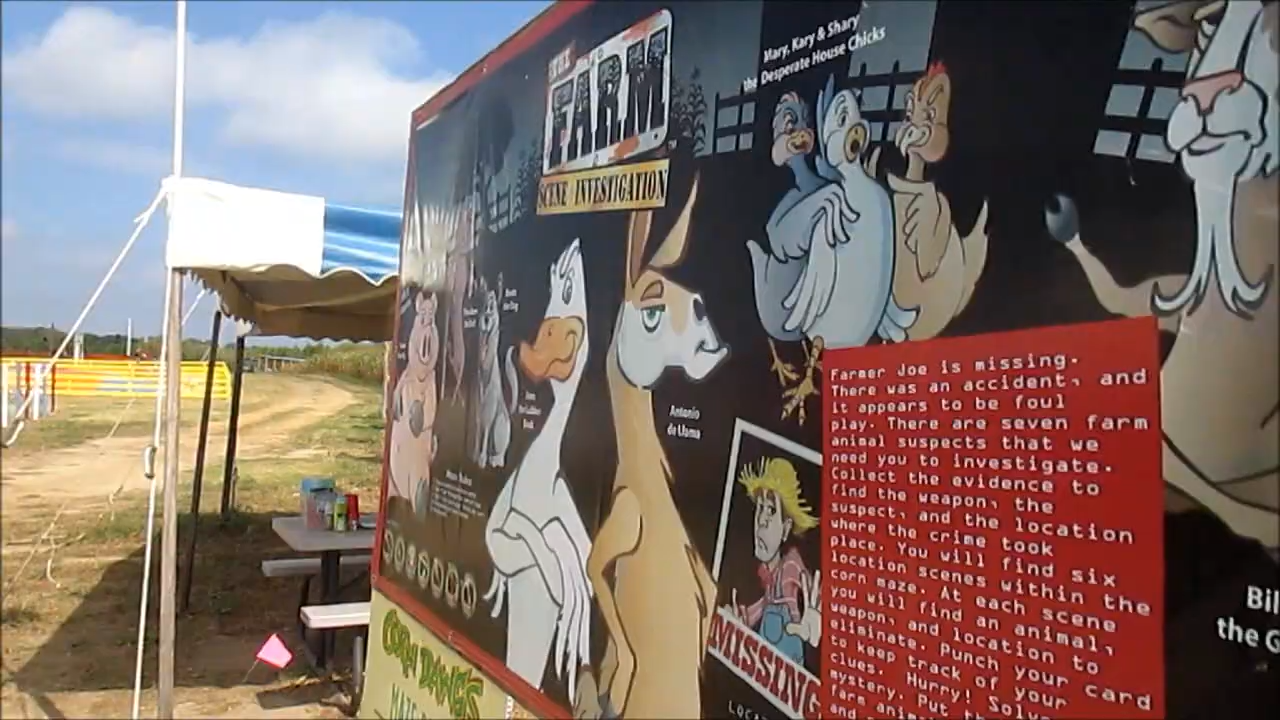 THE
FARM
SCENE INVESTIGATION
Mary, Kary & Shary
the Desperate House Chicks
Antonio
de Llama
MISSING
Farmer Joe is missing.
There was an accident, and
it appears to be foul
play. There are seven farm
animal suspects that we
need you to investigate.
Collect the evidence to
find the weapon, the
suspect, and the location
where the crime took
place. You will find six
location scenes within the
corn maze. At each scene
you will find an animal,
weapon, and location to
eliminate. Punch your card
to keep track of your
clues. Hurry! Solve
mystery. Put th
farm anima
and
Bil
the G
CORN DAWG'S
LOCAT